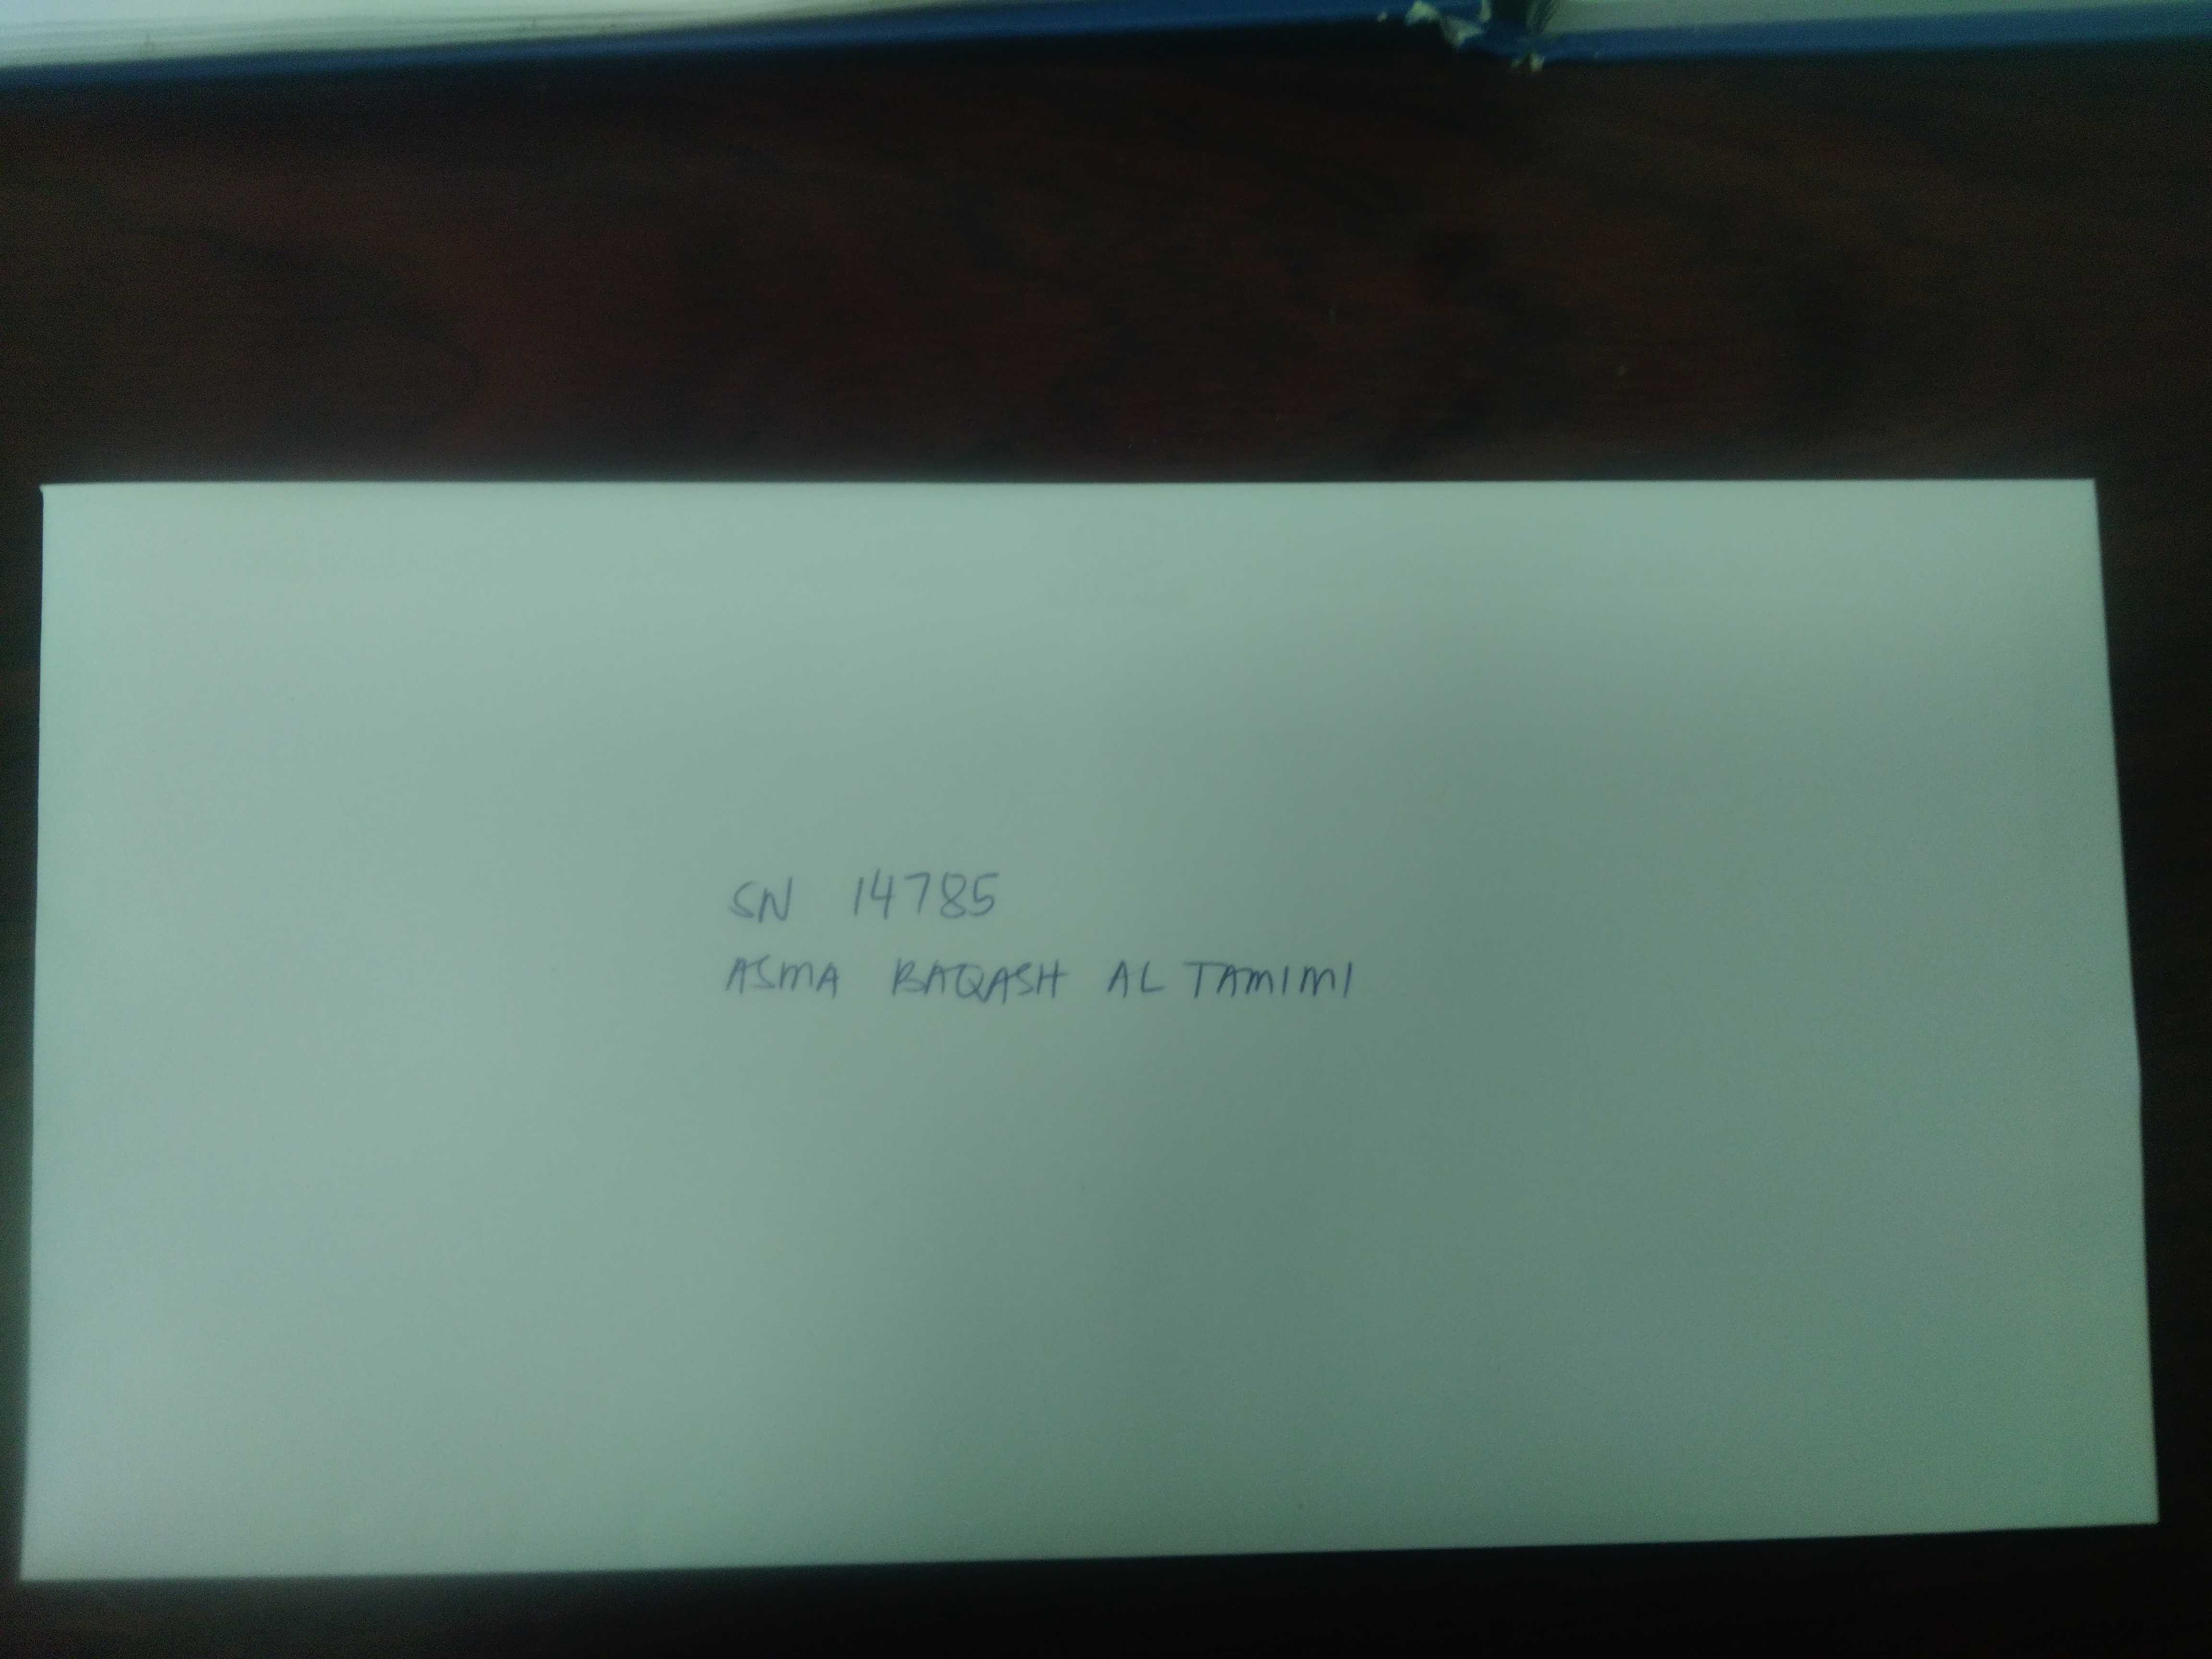 SN 14785
ASMA BAQASH AL TAMIMI